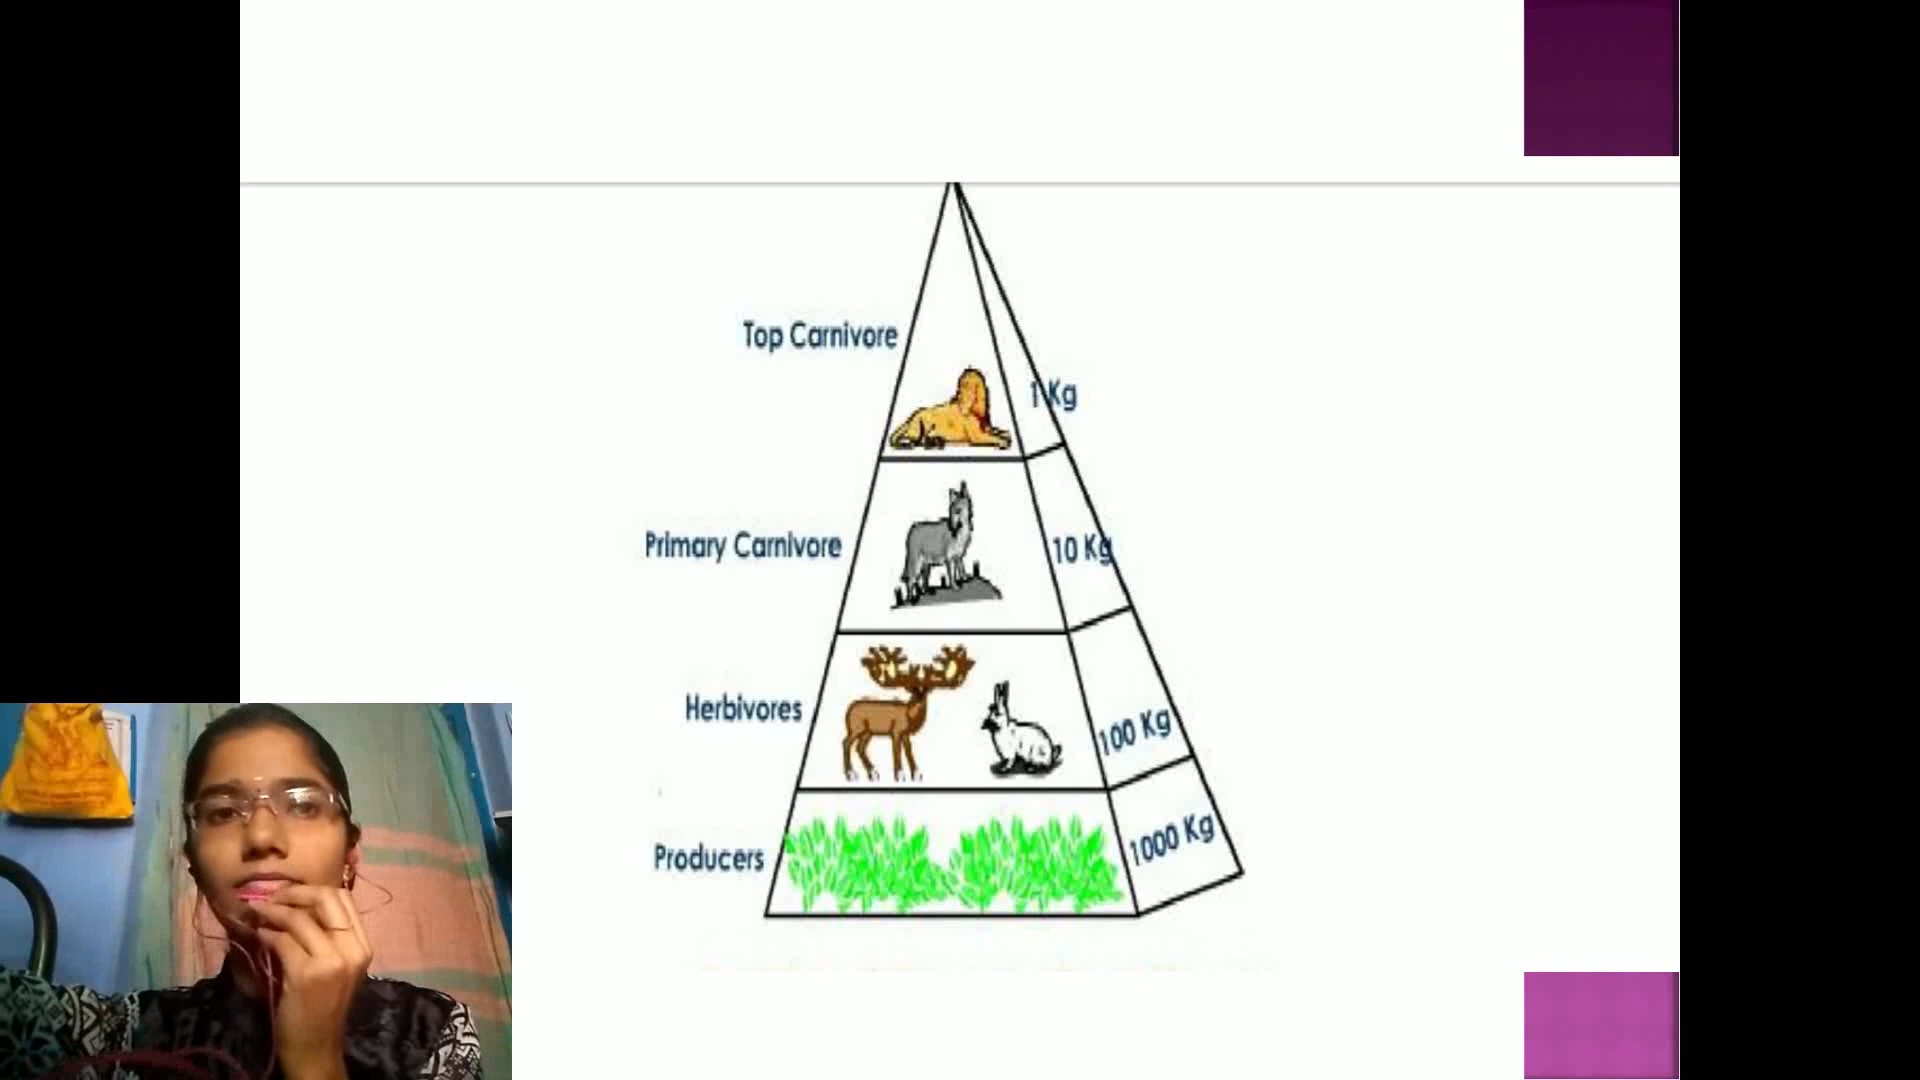 Top Carnivore
1 Kg
Primary Carnivore
10 Kg
Herbivores
100 Kg
Producers
1000 Kg